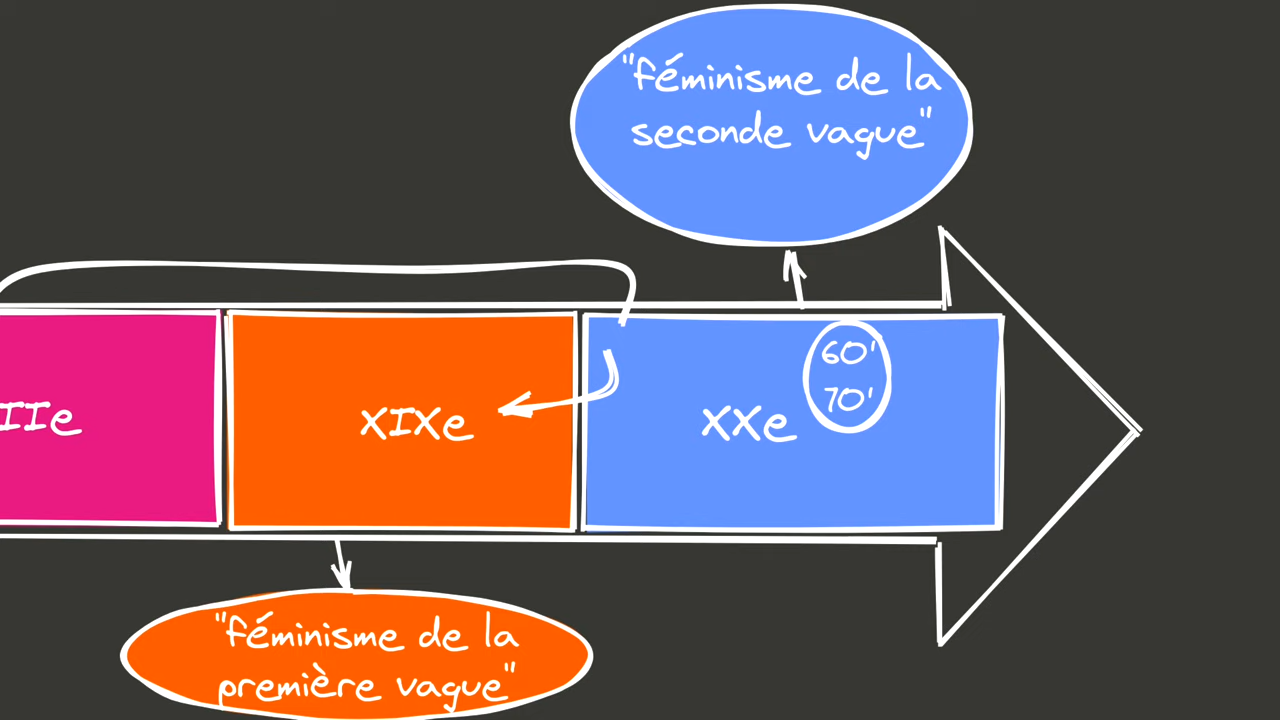 "féminisme de la
seconde vague"
60'
70'
IIe
XIXe
XXe
"féminisme de la
première vague"